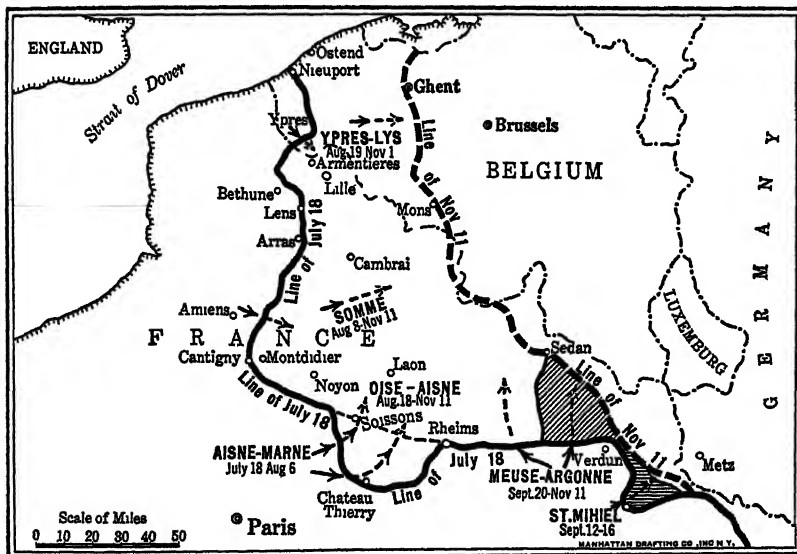 ENGLAND
Strait of Dover
Ostend
Nieuport
Ghent
Ypres
YPRES-LYS
Aug.19 Nov 1
Armentieres
Brussels
BELGIUM
Bethune
Lille
Lens
Arras
Mons
Line of July 18
Line of Nov 11
Cambrai
GERMANY
LUXEMBURG
Amiens
SOMME
Aug 8-Nov 11
FRANCE
Cantigny
Montdidier
Laon
Sedan
Noyon
OISE-AISNE
Aug.18-Nov 11
Line of July 18
Soissons
Rheims
Line of Nov 11
AISNE-MARNE
July 18 Aug 6
July 18
Verdun
Metz
MEUSE-ARGONNE
Sept.20-Nov 11
Chateau
Thierry
Line of
ST. MIHIEL
Sept.12-16
Scale of Miles
0 10 20 30 40 50
Paris
MANHATTAN DRAFTING CO., INC N.Y.